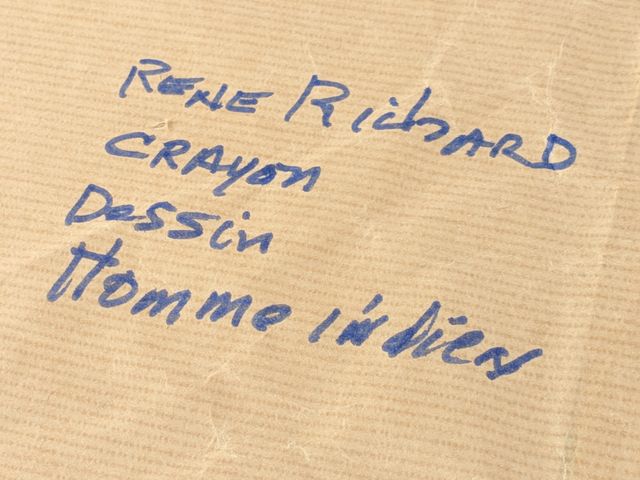 RENE RichARD
CRAyon
Dessin
Homme indien